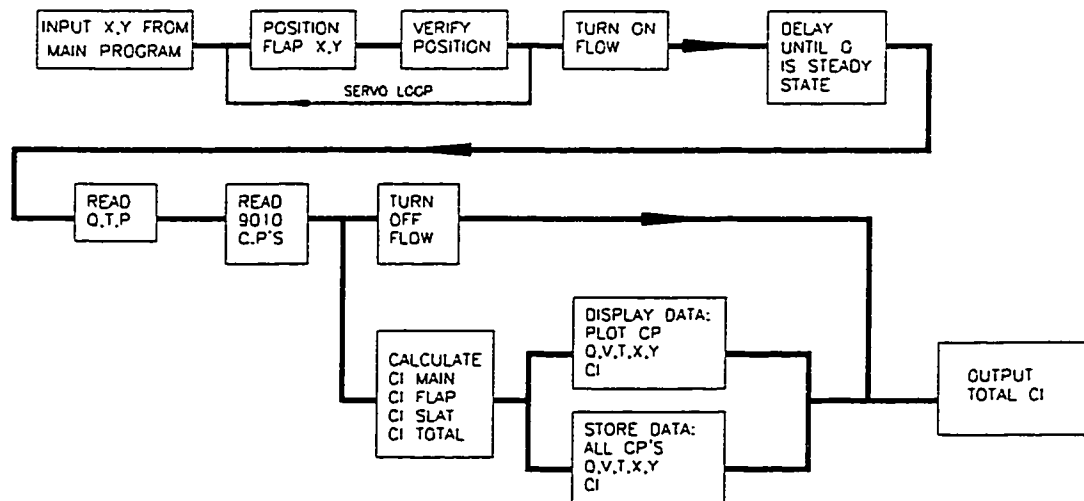 INPUT X,Y FROM
MAIN PROGRAM
POSITION
FLAP X,Y
VERIFY
POSITION
SERVO LOOP
TURN ON
FLOW
DELAY
UNTIL Q
IS STEADY
STATE
READ
Q,T,P
READ
9010
C,P'S
TURN
OFF
FLOW
CALCULATE
Cl MAIN
Cl FLAP
Cl SLAT
Cl TOTAL
DISPLAY DATA:
PLOT CP
Q,V,T,X,Y
Cl
STORE DATA:
ALL CP'S
Q,V,T,X,Y
Cl
OUTPUT
TOTAL Cl